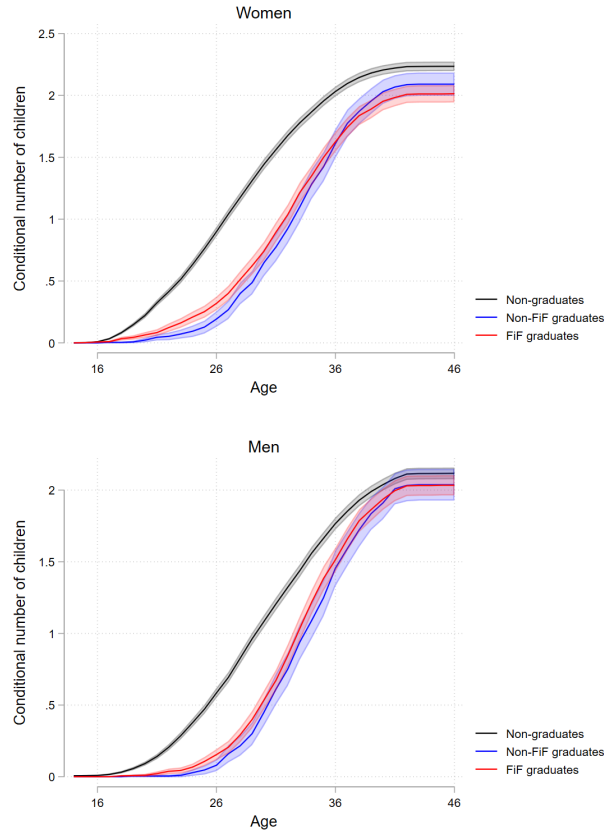 Women
Conditional number of children
2.5
2
1.5
1
.5
0
16
26
36
46
Age
Non-graduates
Non-FiF graduates
FiF graduates
Men
Conditional number of children
2
1.5
1
.5
0
16
26
36
46
Age
Non-graduates
Non-FiF graduates
FiF graduates